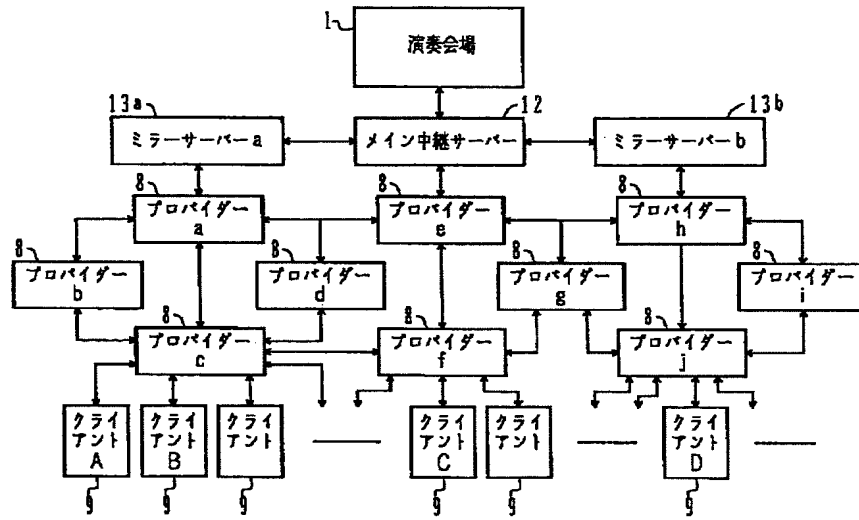 1
演奏会場
13a
12
13b
ミラーサーバーa
メイン中継サーバー
ミラーサーバーb
8
8
8
プロバイダー
a
プロバイダー
e
プロバイダー
h
8
8
8
8
プロバイダー
b
プロバイダー
d
プロバイダー
g
プロバイダー
i
8
8
8
プロバイダー
c
プロバイダー
f
プロバイダー
j
クライ
アント
A
クライ
アント
B
クライ
アント
クライ
アント
C
クライ
アント
クライ
アント
D
9
9
9
9
9
9